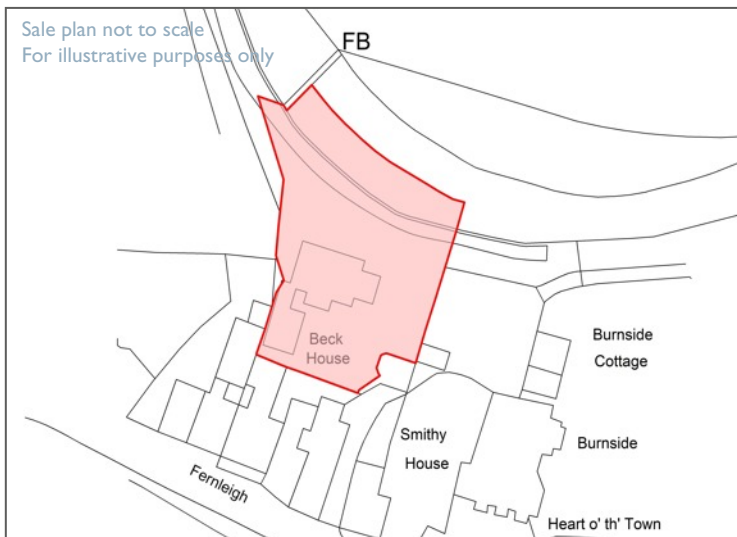 Sale plan not to scale
For illustrative purposes only
FB
Beck
House
Burnside
Cottage
Smithy
House
Burnside
Fernleigh
Heart o' th' Town